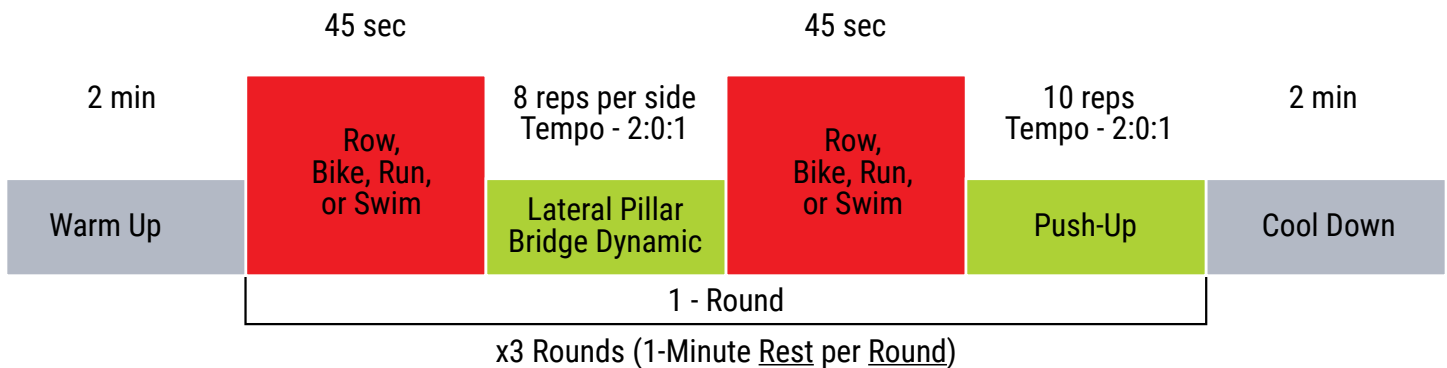 45 sec
45 sec
2 min
8 reps per side
Tempo - 2:0:1
10 reps
Tempo - 2:0:1
2 min
Warm Up
Row,
Bike, Run,
or Swim
Lateral Pillar
Bridge Dynamic
Row,
Bike, Run,
or Swim
Push-Up
Cool Down
1 - Round
x3 Rounds (1-Minute Rest per Round)